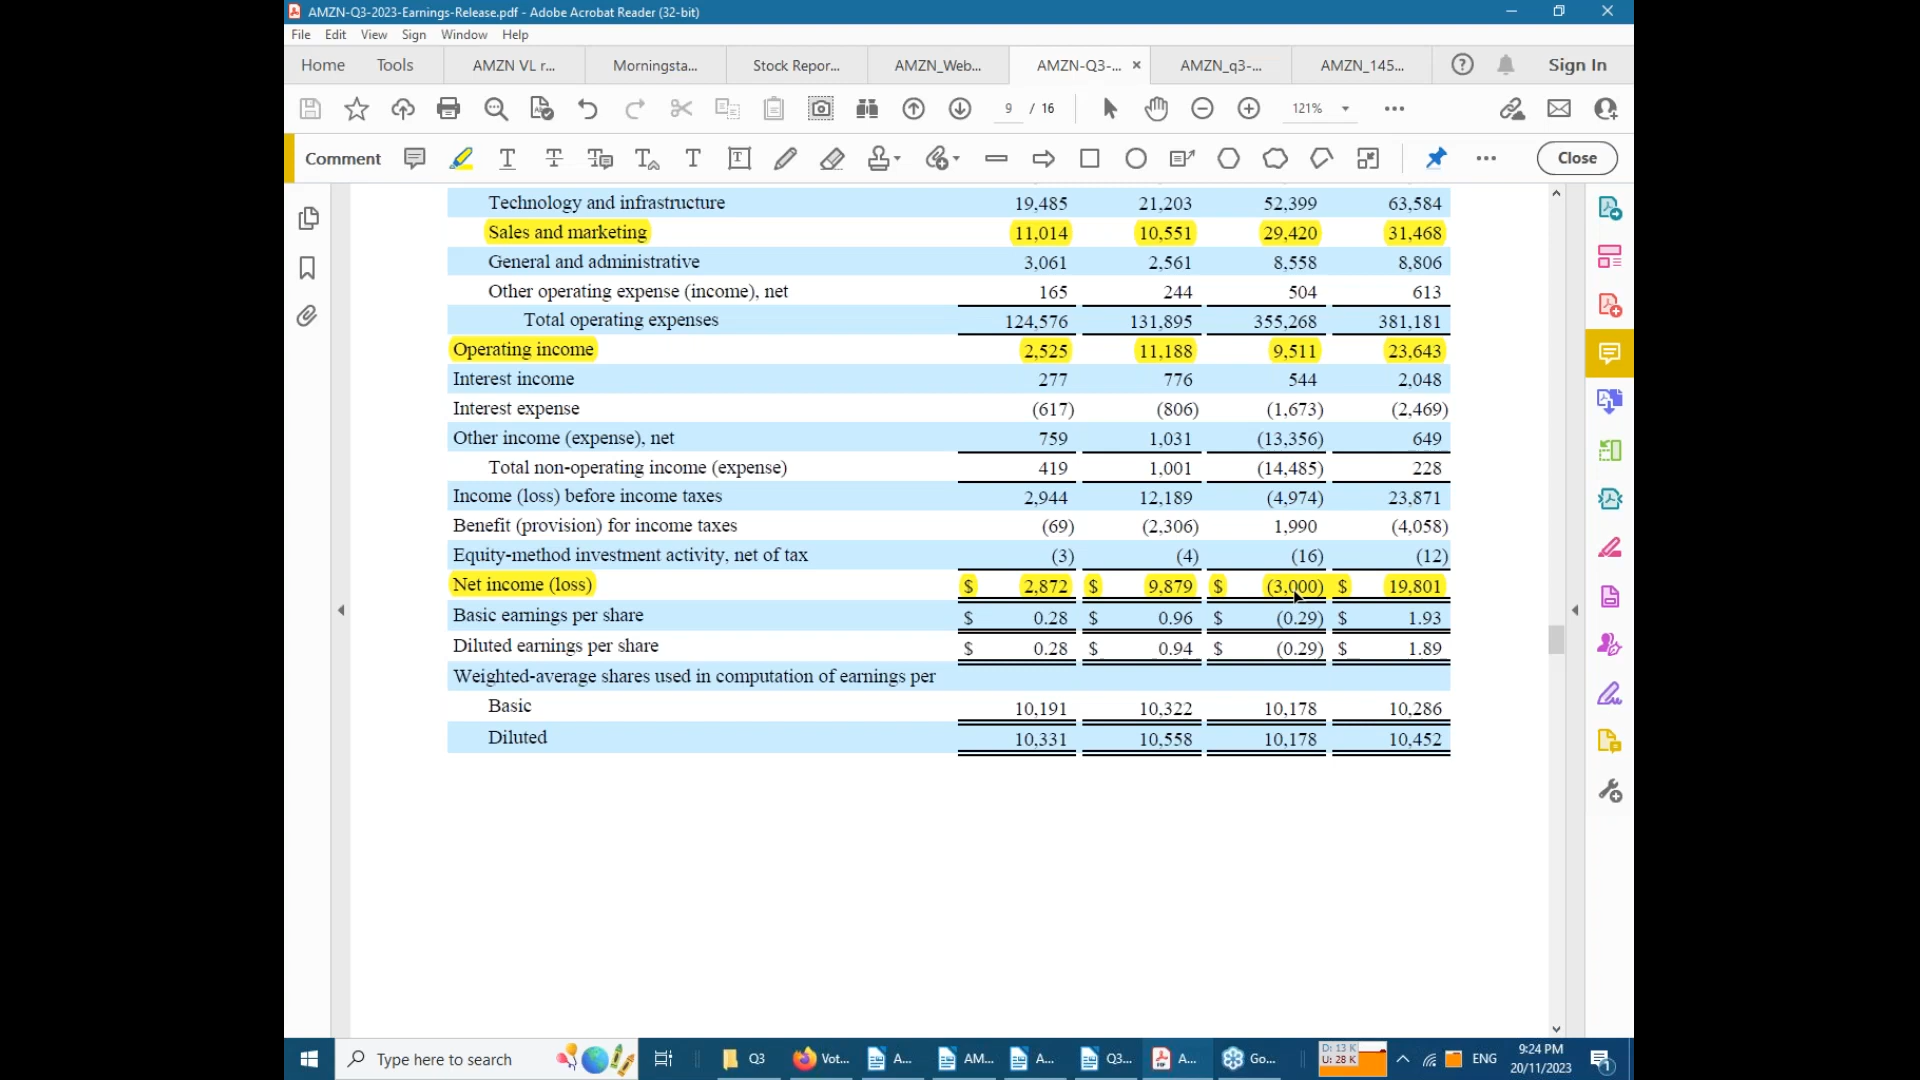 AMZN-Q3-2023-Earnings-Release.pdf - Adobe Acrobat Reader (32-bit)
File Edit View Sign Window Help
Home Tools AMZN VL r... Morningsta... Stock Repor... AMZN_Web... AMZN-Q3-... × AMZN_q3-... AMZN_145... Sign In
9 / 16 121%
Comment Close
Technology and infrastructure 19,485 21,203 52,399 63,584
Sales and marketing 11,014 10,551 29,420 31,468
General and administrative 3,061 2,561 8,558 8,806
Other operating expense (income), net 165 244 504 613
Total operating expenses 124,576 131,895 355,268 381,181
Operating income 2,525 11,188 9,511 23,643
Interest income 277 776 544 2,048
Interest expense (617) (806) (1,673) (2,469)
Other income (expense), net 759 1,031 (13,356) 649
Total non-operating income (expense) 419 1,001 (14,485) 228
Income (loss) before income taxes 2,944 12,189 (4,974) 23,871
Benefit (provision) for income taxes (69) (2,306) 1,990 (4,058)
Equity-method investment activity, net of tax (3) (4) (16) (12)
Net income (loss) $ 2,872 $ 9,879 $ (3,000) $ 19,801
Basic earnings per share $ 0.28 $ 0.96 $ (0.29) $ 1.93
Diluted earnings per share $ 0.28 $ 0.94 $ (0.29) $ 1.89
Weighted-average shares used in computation of earnings per
Basic 10,191 10,322 10,178 10,286
Diluted 10,331 10,558 10,178 10,452
Type here to search Q3 Vot... A... AM... A... Q3... A... Go... D: 13 K ENG 9:24 PM
U: 28 K 20/11/2023 1